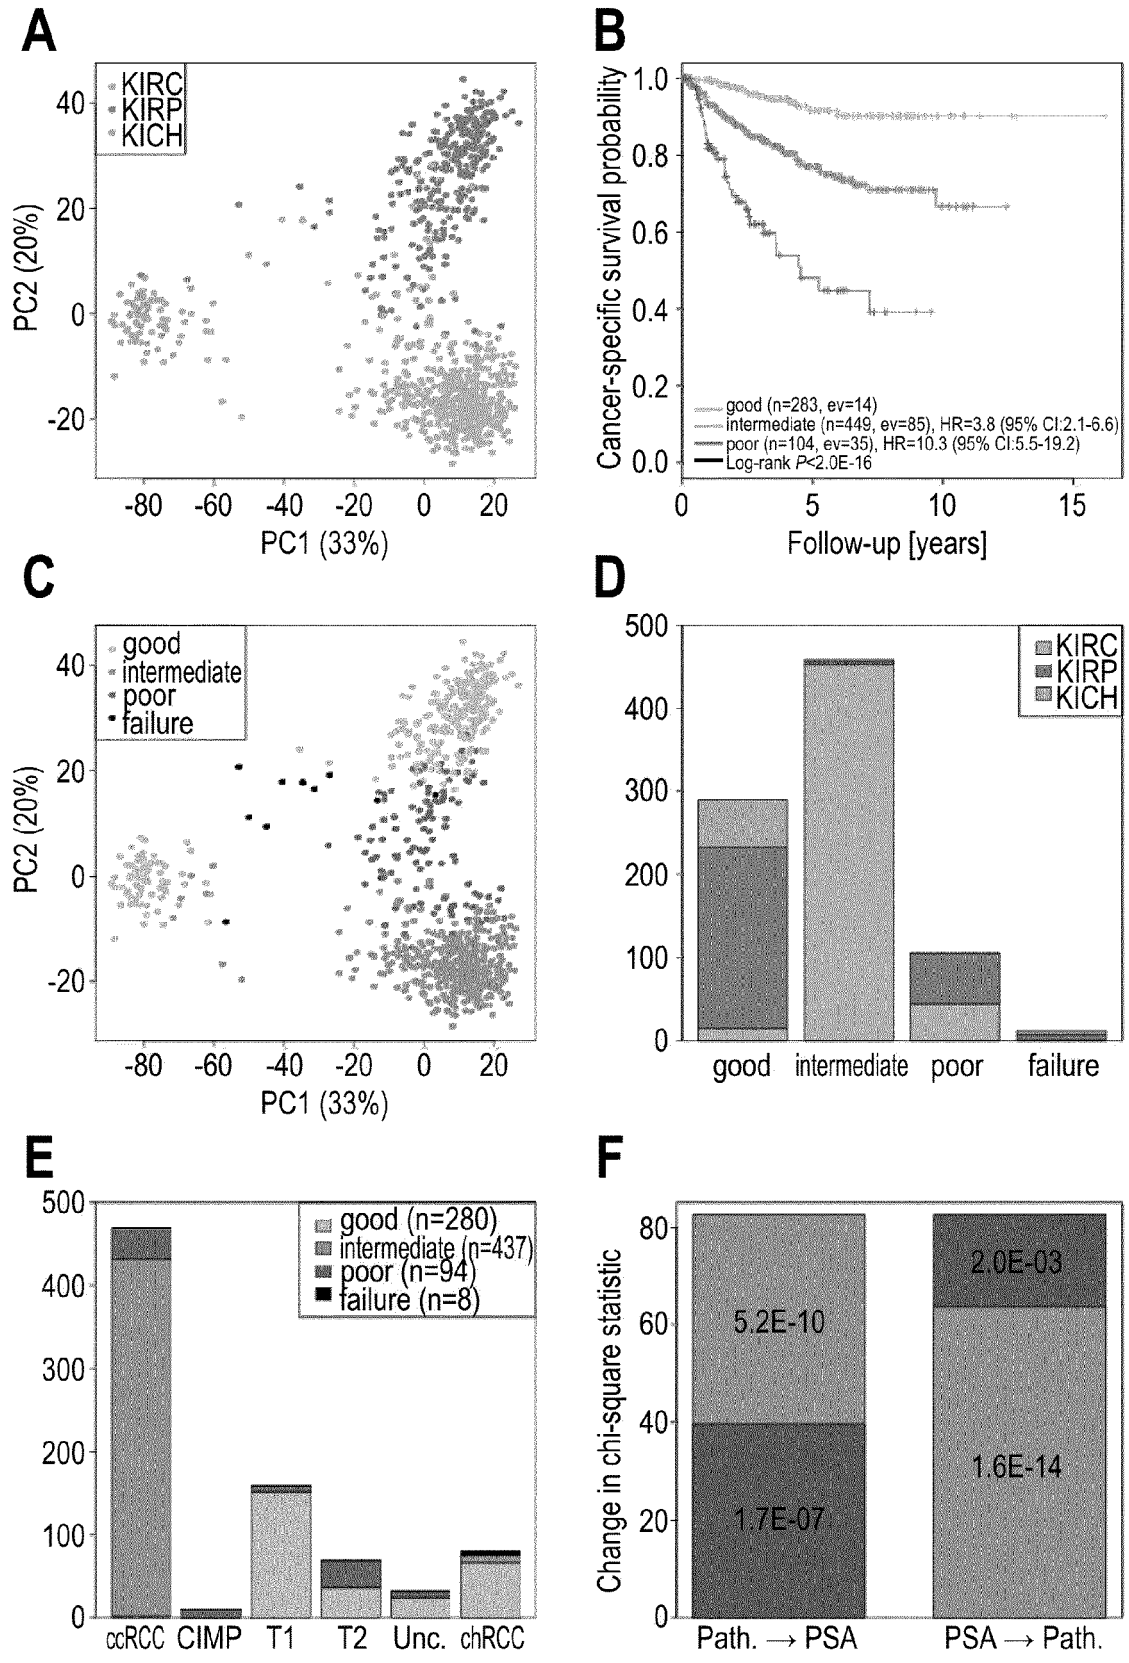 A
KIRC
KIRP
KICH
40
20
0
-20
PC2 (20%)
-80
-60
-40
-20
0
20
PC1 (33%)
B
1.0
0.8
0.6
0.4
0.2
0.0
Cancer-specific survival probability
good (n=283, ev=14)
intermediate (n=449, ev=85), HR=3.8 (95% CI:2.1-6.6)
poor (n=104, ev=35), HR=10.3 (95% CI:5.5-19.2)
Log-rank P<2.0E-16
0
5
10
15
Follow-up [years]
C
good
intermediate
poor
failure
40
20
0
-20
PC2 (20%)
-80
-60
-40
-20
0
20
PC1 (33%)
D
500
400
300
200
100
0
KIRC
KIRP
KICH
good
intermediate
poor
failure
E
500
400
300
200
100
0
good (n=280)
intermediate (n=437)
poor (n=94)
failure (n=8)
ccRCC
CIMP
T1
T2
Unc.
chRCC
F
80
60
40
20
0
Change in chi-square statistic
5.2E-10
1.7E-07
2.0E-03
1.6E-14
Path. → PSA
PSA → Path.